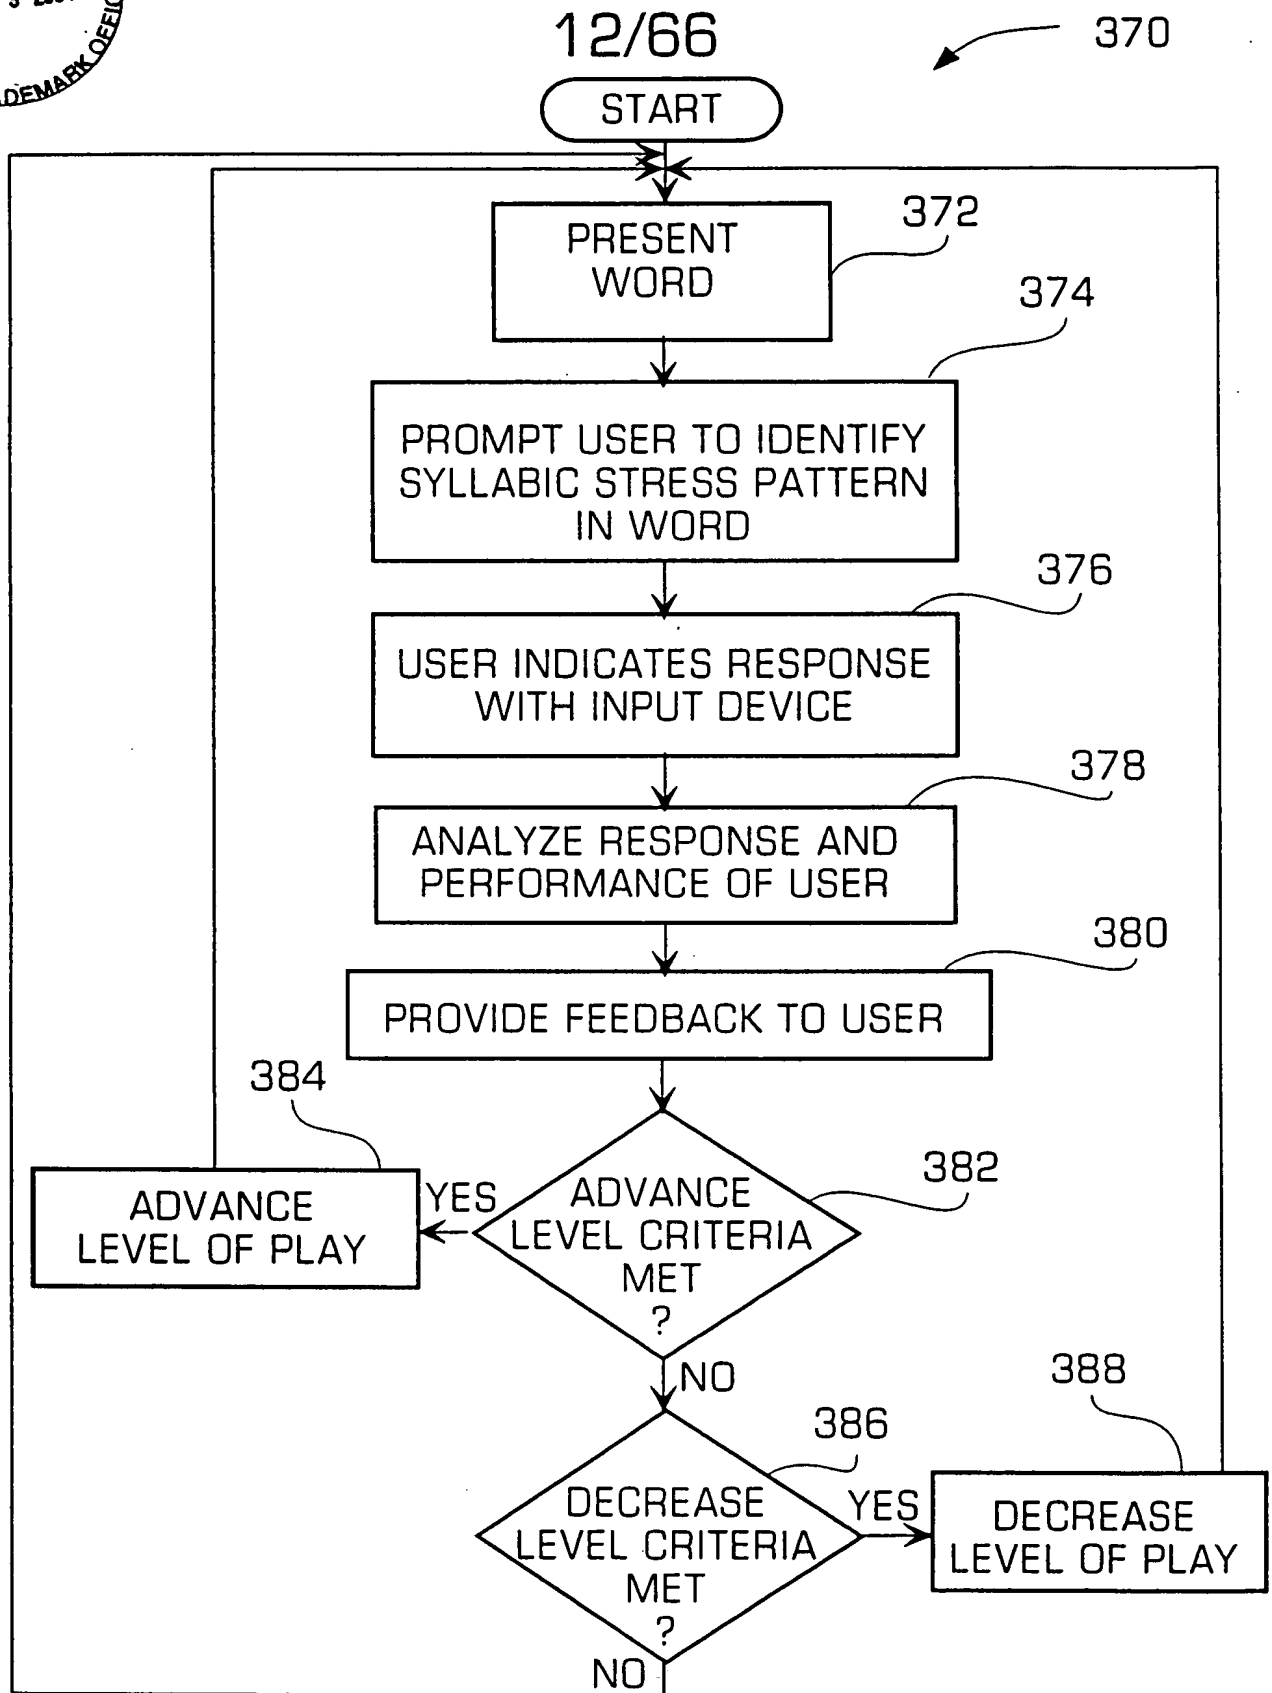 12/66
370
START
PRESENT
WORD
372
374
PROMPT USER TO IDENTIFY
SYLLABIC STRESS PATTERN
IN WORD
376
USER INDICATES RESPONSE
WITH INPUT DEVICE
378
ANALYZE RESPONSE AND
PERFORMANCE OF USER
380
PROVIDE FEEDBACK TO USER
384
382
ADVANCE
LEVEL OF PLAY
YES
ADVANCE
LEVEL CRITERIA
MET
?
NO
388
386
DECREASE
LEVEL CRITERIA
MET
?
YES
DECREASE
LEVEL OF PLAY
NO